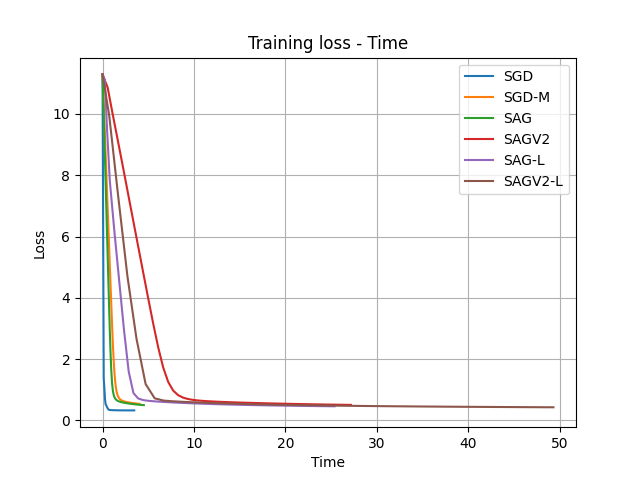 Training loss - Time
SGD
SGD-M
SAG
SAGV2
SAG-L
SAGV2-L
Loss
10
8
6
4
2
0
0
10
20
30
40
50
Time